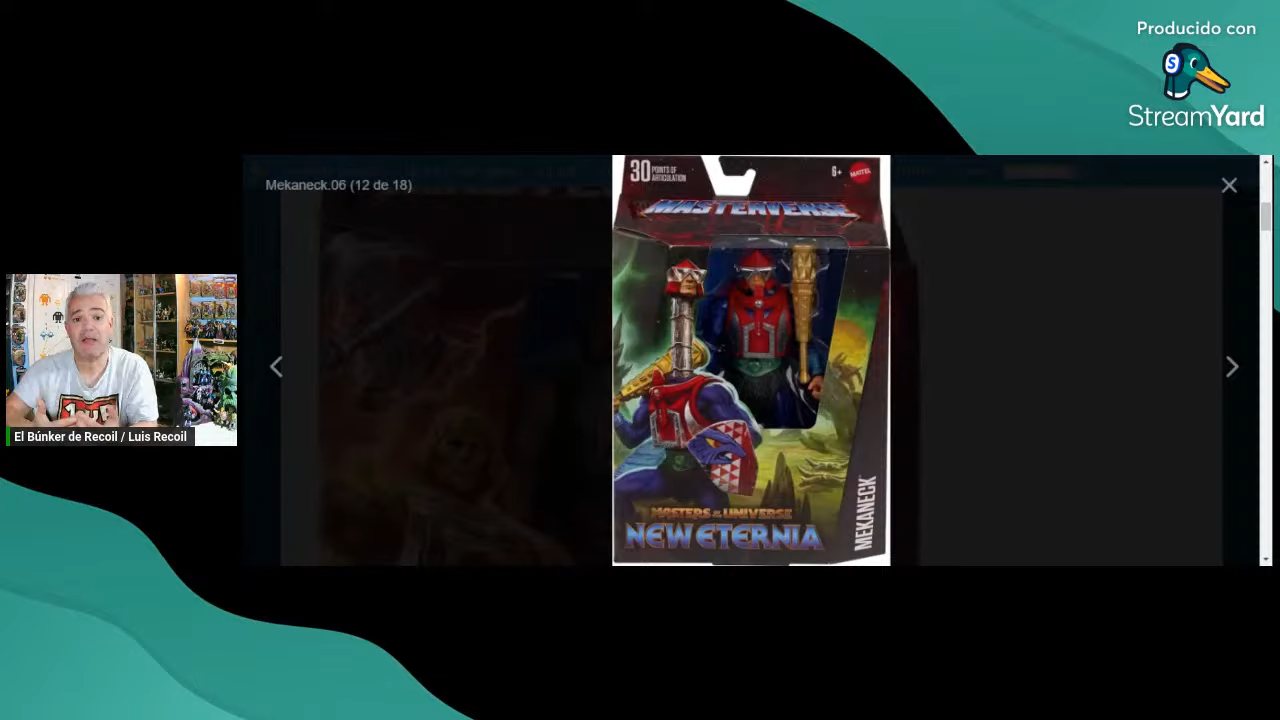 Producido con
StreamYard
Mekaneck.06 (12 de 18)
30 POINTS OF
ARTICULATION
6+
MATTEL
MASTERVERSE
El Búnker de Recoil / Luis Recoil
MASTERS OF THE UNIVERSE
NEW ETERNIA
MEKANECK